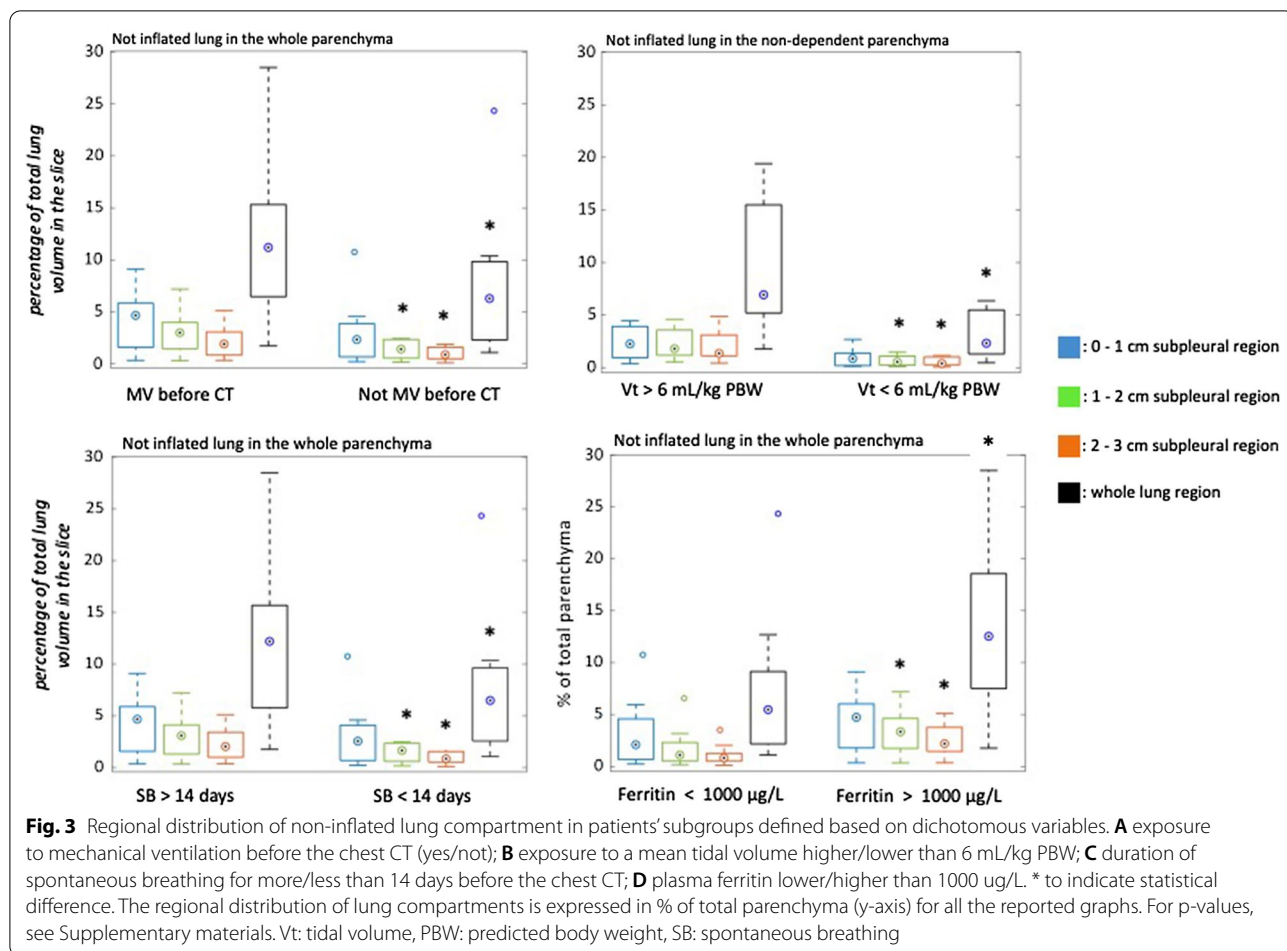 Not inflated lung in the whole parenchyma
30
25
20
15
10
5
0
percentage of total lung
volume in the slice
*
*
*
MV before CT
Not MV before CT
Not inflated lung in the non-dependent parenchyma
30
25
20
15
10
5
0
*
*
*
Vt > 6 mL/kg PBW
Vt < 6 mL/kg PBW
: 0 - 1 cm subpleural region
: 1 - 2 cm subpleural region
: 2 - 3 cm subpleural region
: whole lung region
Not inflated lung in the whole parenchyma
30
25
20
15
10
5
0
percentage of total lung
volume in the slice
*
*
*
SB > 14 days
SB < 14 days
Not inflated lung in the whole parenchyma
30
25
20
15
10
5
0
% of total parenchyma
*
*
*
Ferritin < 1000 µg/L
Ferritin > 1000 µg/L
Fig. 3 Regional distribution of non-inflated lung compartment in patients' subgroups defined based on dichotomous variables. A exposure
to mechanical ventilation before the chest CT (yes/not); B exposure to a mean tidal volume higher/lower than 6 mL/kg PBW; C duration of
spontaneous breathing for more/less than 14 days before the chest CT; D plasma ferritin lower/higher than 1000 ug/L. * to indicate statistical
difference. The regional distribution of lung compartments is expressed in % of total parenchyma (y-axis) for all the reported graphs. For p-values,
see Supplementary materials. Vt: tidal volume, PBW: predicted body weight, SB: spontaneous breathing